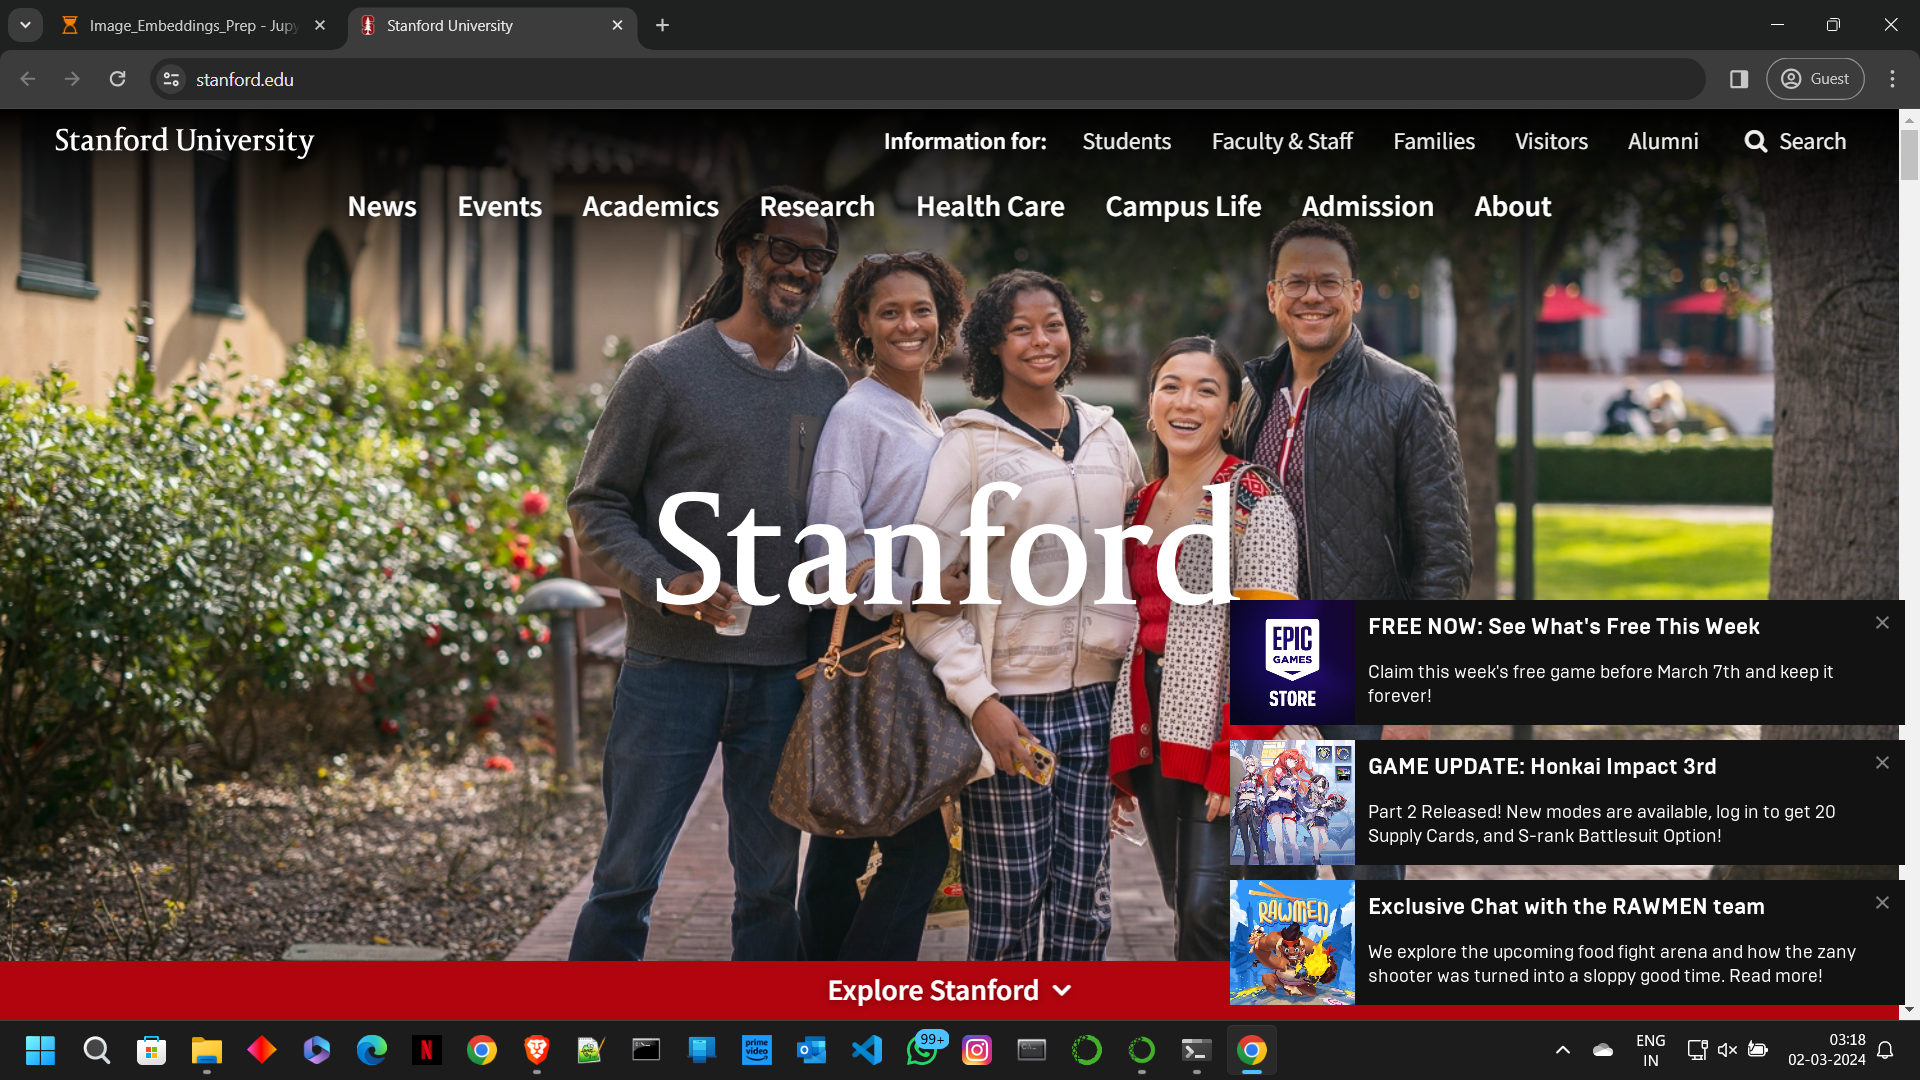 Image_Embeddings_Prep - Jupy
Stanford University
stanford.edu
Guest
Stanford University
Information for:
Students
Faculty & Staff
Families
Visitors
Alumni
Search
News
Events
Academics
Research
Health Care
Campus Life
Admission
About
Stanford
EPIC
GAMES
STORE
FREE NOW: See What's Free This Week
Claim this week's free game before March 7th and keep it
forever!
GAME UPDATE: Honkai Impact 3rd
Part 2 Released! New modes are available, log in to get 20
Supply Cards, and S-rank Battlesuit Option!
RAWMEN
Exclusive Chat with the RAWMEN team
We explore the upcoming food fight arena and how the zany
shooter was turned into a sloppy good time. Read more!
Explore Stanford
N
prime
video
99+
ENG
IN
03:18
02-03-2024